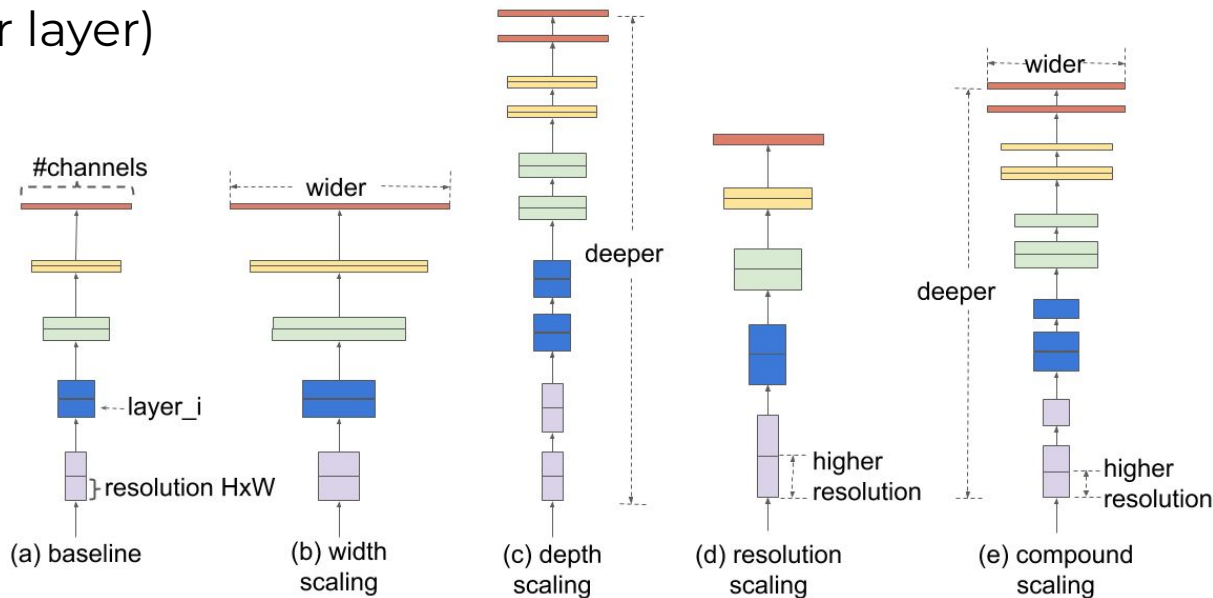 r layer)
#channels
layer_i
resolution HxW
(a) baseline
wider
(b) width
scaling
deeper
(c) depth
scaling
higher
resolution
(d) resolution
scaling
wider
deeper
higher
resolution
(e) compound
scaling